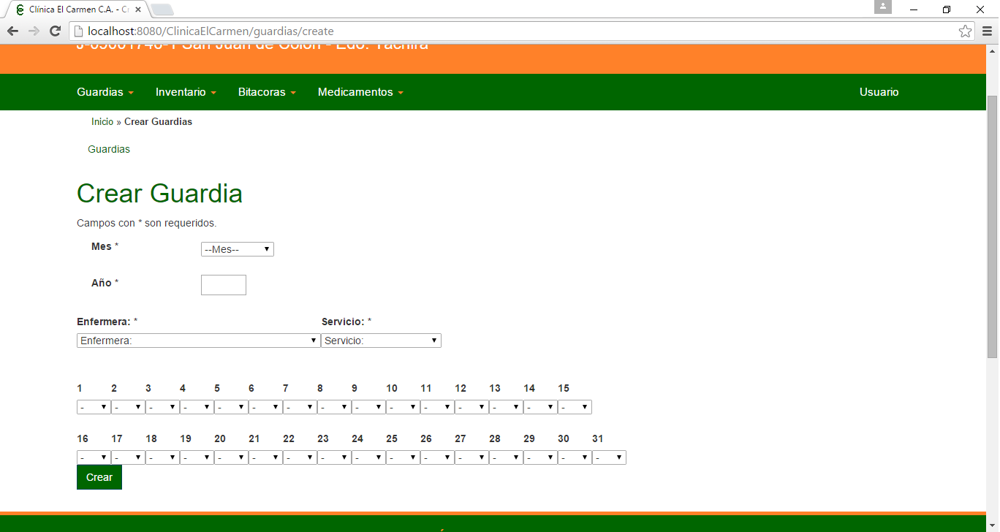 Clínica El Carmen C.A. - Cr
localhost:8080/ClinicaElCarmen/guardias/create
San Juan de Colón - Edo. Táchira
Guardias Inventario Bitacoras Medicamentos Usuario
Inicio » Crear Guardias
Guardias
Crear Guardia
Campos con * son requeridos.
Mes * --Mes--
Año *
Enfermera: * Servicio: *
Enfermera: Servicio:
1 2 3 4 5 6 7 8 9 10 11 12 13 14 15
- - - - - - - - - - - - - - -
16 17 18 19 20 21 22 23 24 25 26 27 28 29 30 31
- - - - - - - - - - - - - - - -
Crear